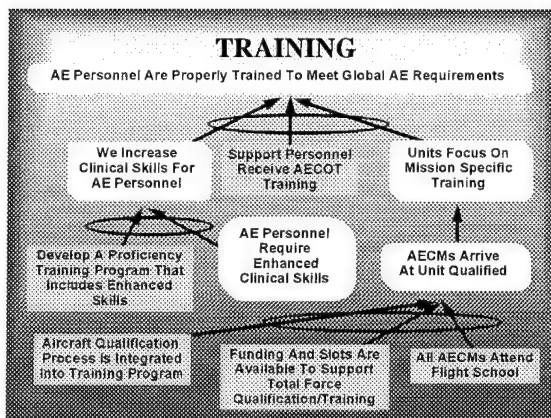 TRAINING
AE Personnel Are Properly Trained To Meet Global AE Requirements
We Increase
Clinical Skills For
AE Personnel
Support Personnel
Receive AECOT
Training
Units Focus On
Mission Specific
Training
Develop A Proficiency
Training Program That
Includes Enhanced
Skills
AE Personnel
Require
Enhanced
Clinical Skills
AECMs Arrive
At Unit Qualified
Aircraft Qualification
Process Is Integrated
Into Training Program
Funding And Slots Are
Available To Support
Total Force
Qualification/Training
All AECMs Attend
Flight School